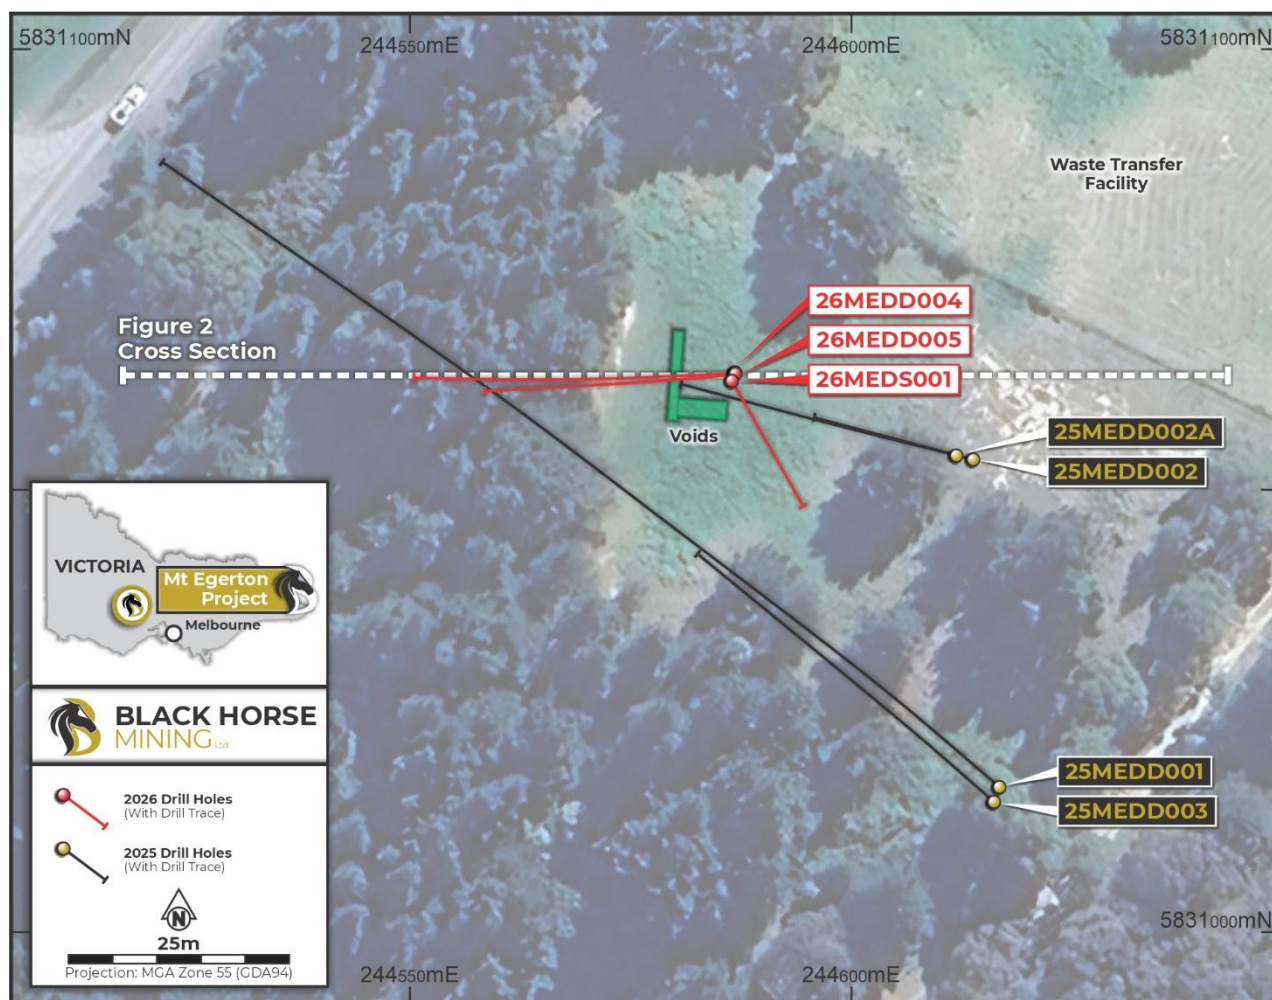 5831100mN
244550mE
244600mE
5831100mN
Waste Transfer
Facility
26MEDD004
Figure 2
Cross Section
26MEDD005
26MEDS001
Voids
25MEDD002A
25MEDD002
VICTORIA
Mt Egerton
Project
Melbourne
BLACK HORSE
MINING Ltd.
25MEDD001
25MEDD003
2026 Drill Holes
(With Drill Trace)
2025 Drill Holes
(With Drill Trace)
N
25m
Projection: MGA Zone 55 (GDA94)
5831000mN
244550mE
244600mE